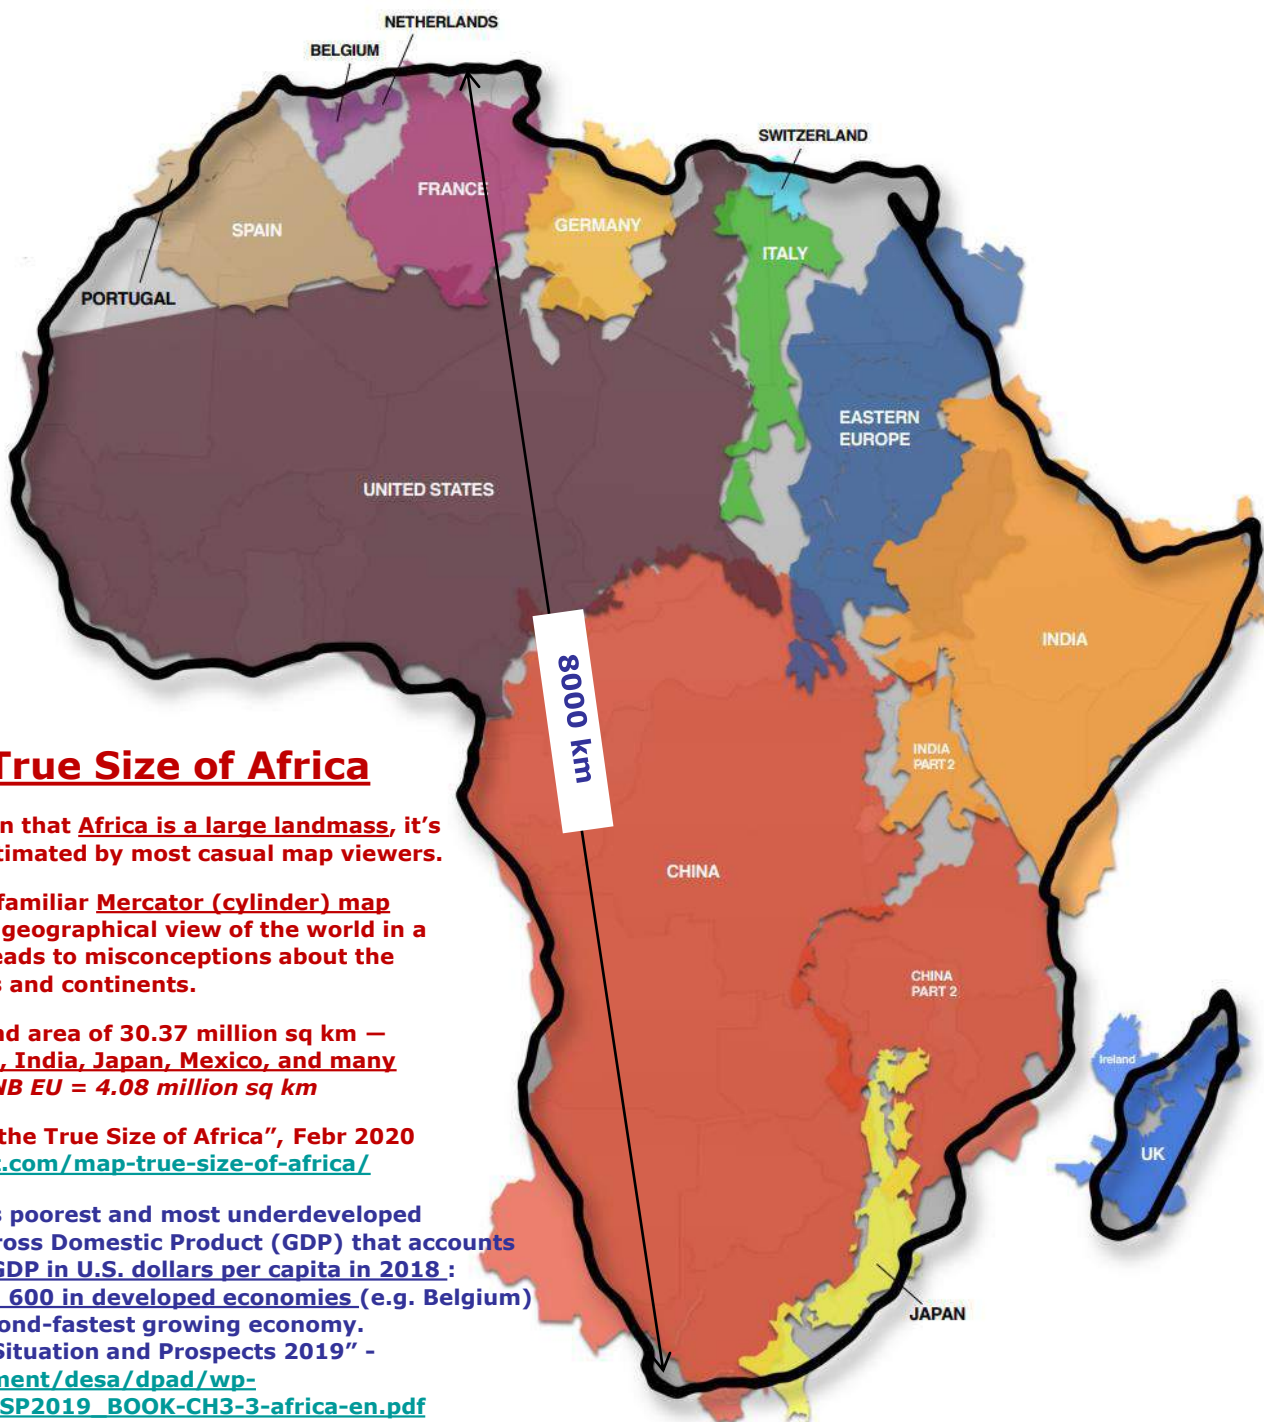 NETHERLANDS
BELGIUM
SWITZERLAND
FRANCE
GERMANY
SPAIN
ITALY
PORTUGAL
EASTERN
EUROPE
UNITED STATES
INDIA
8000 km
INDIA
PART 2
True Size of Africa
n that Africa is a large landmass, it’s
timated by most casual map viewers.
CHINA
familiar Mercator (cylinder) map
geographical view of the world in a
eads to misconceptions about the
s and continents.
CHINA
PART 2
nd area of 30.37 million sq km —
, India, Japan, Mexico, and many
NB EU = 4.08 million sq km
Ireland
the True Size of Africa”, Febr 2020
t.com/map-true-size-of-africa/
UK
s poorest and most underdeveloped
ross Domestic Product (GDP) that accounts
GDP in U.S. dollars per capita in 2018 :
600 in developed economies (e.g. Belgium)
ond-fastest growing economy.
JAPAN
Situation and Prospects 2019” -
ment/desa/dpad/wp-
SP2019_BOOK-CH3-3-africa-en.pdf